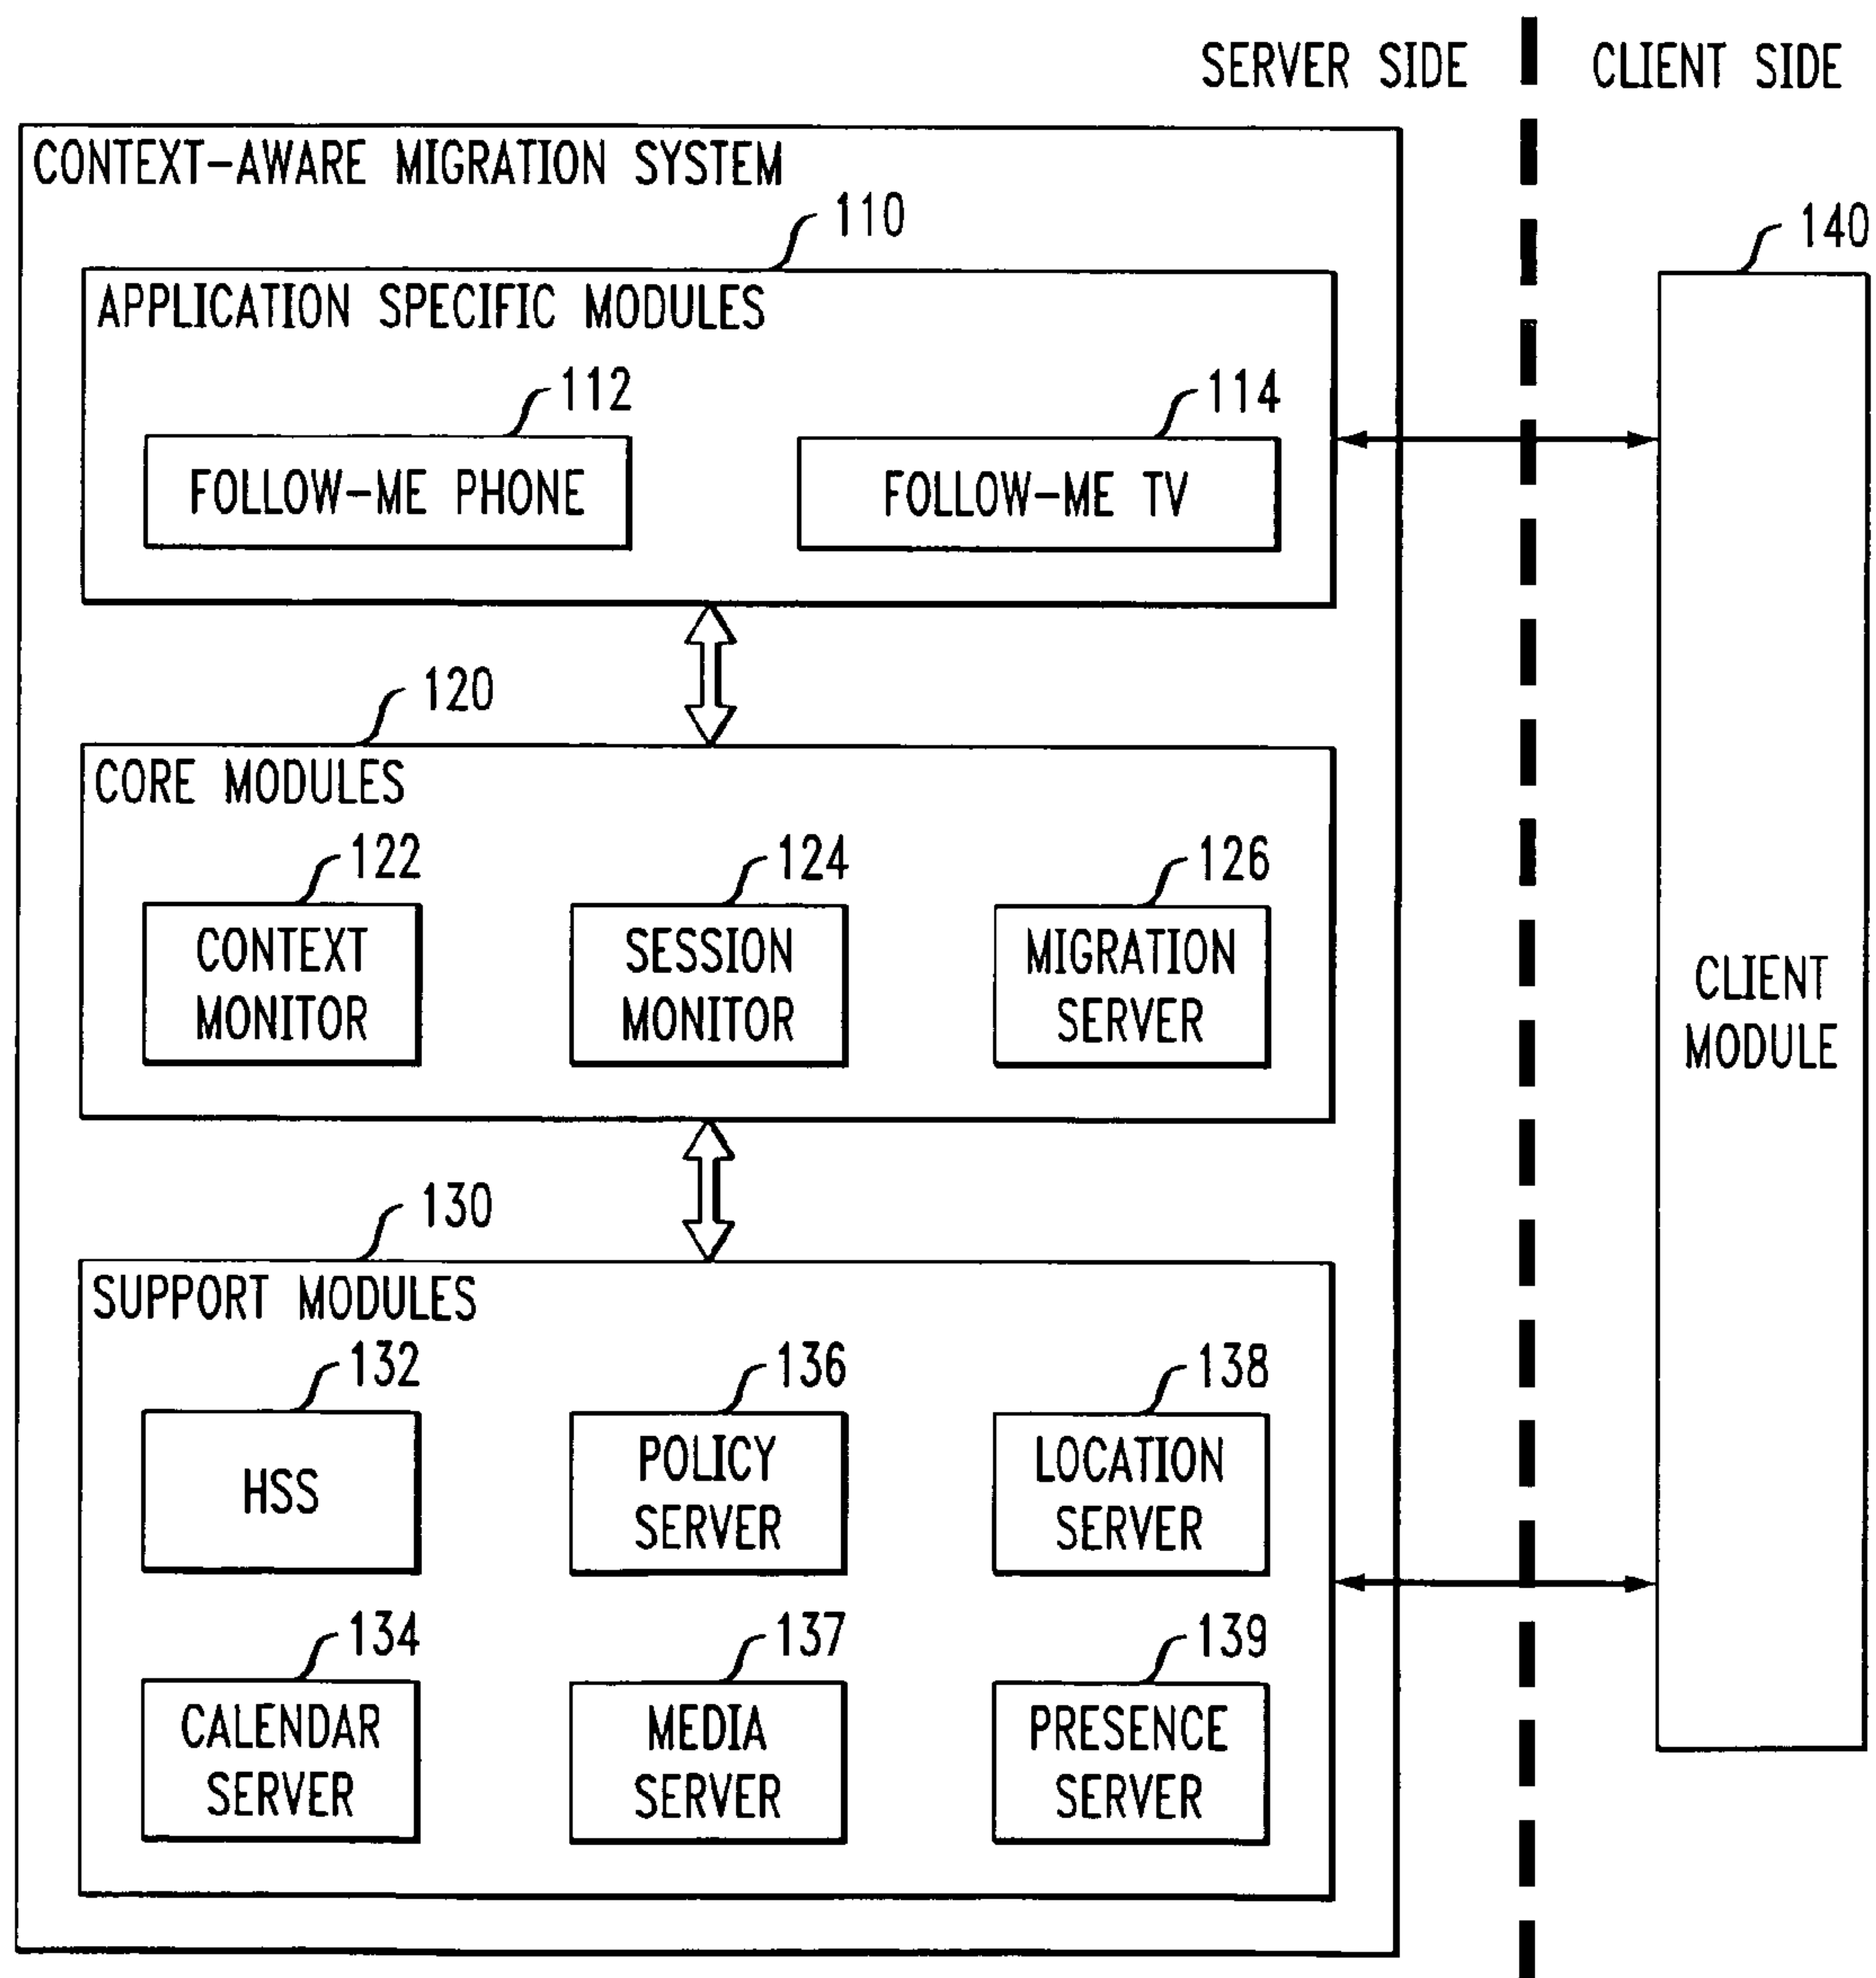 SERVER SIDE
CLIENT SIDE
CONTEXT-AWARE MIGRATION SYSTEM
110
140
APPLICATION SPECIFIC MODULES
112
114
FOLLOW-ME PHONE
FOLLOW-ME TV
120
CORE MODULES
122
124
126
CONTEXT
MONITOR
SESSION
MONITOR
MIGRATION
SERVER
CLIENT
MODULE
130
SUPPORT MODULES
132
136
138
HSS
POLICY
SERVER
LOCATION
SERVER
134
137
139
CALENDAR
SERVER
MEDIA
SERVER
PRESENCE
SERVER